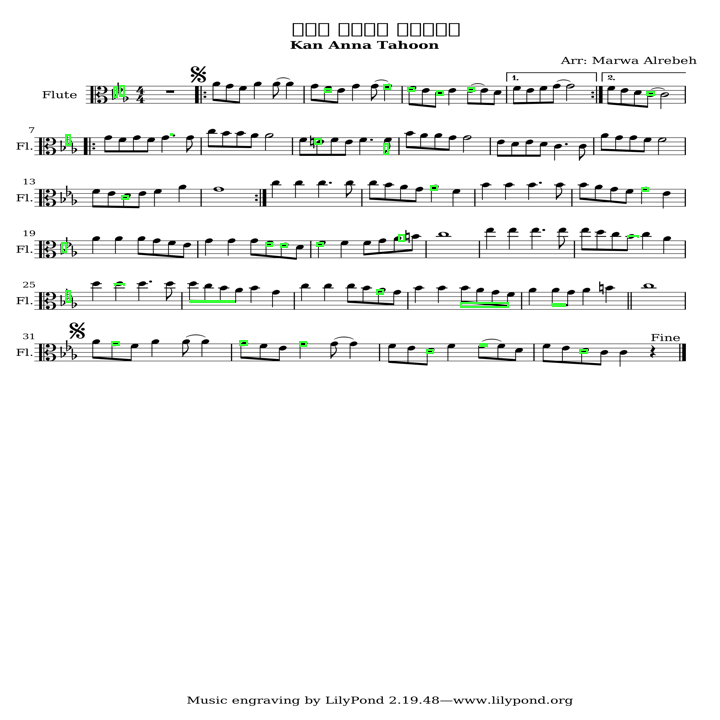 Kan Anna Tahoon
Arr: Marwa Alrebeh
Flute
1.
2.
7
Fl.
Fl.
13
Fl.
19
Fl.
25
Fl.
31
Fl.
Fine
Music engraving by LilyPond 2.19.48—www.lilypond.org